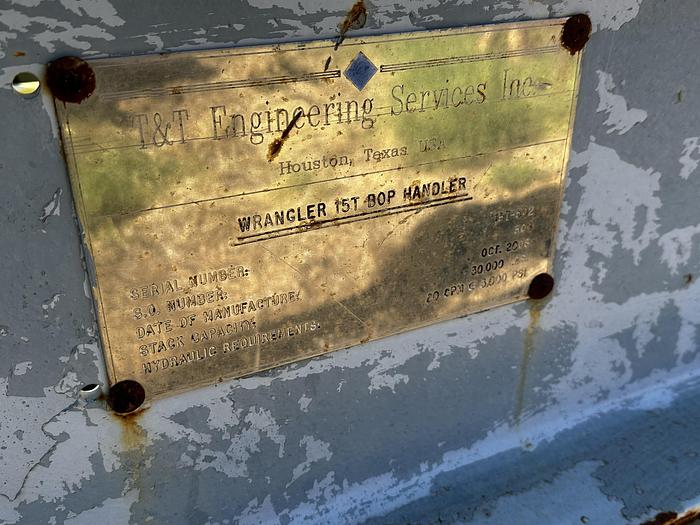 T&T Engineering Services Inc.
Houston, Texas USA
WRANGLER 15T BOP HANDLER
SERIAL NUMBER:
S.O. NUMBER:
DATE OF MANUFACTURE: OCT.
STACK CAPACITY: 30,000
HYDRAULIC REQUIREMENTS: 20 GPM @ 3,000 PSI